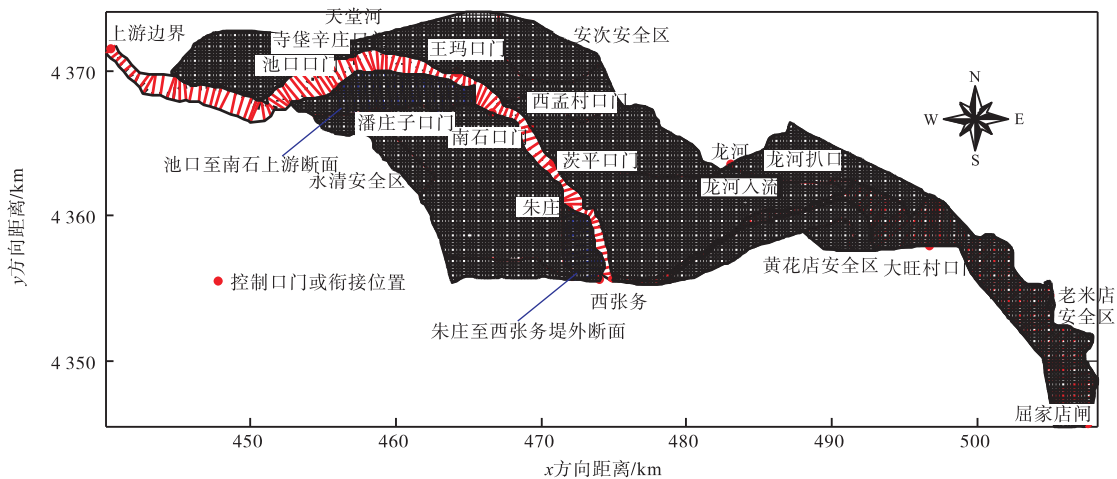 天堂河
上游边界
安次安全区
寺垡辛庄口门
王玛口门
池口口门
4 370
N
西孟村口门
W
E
潘庄子口门
南石口门
S
龙河
龙河扒口
池口至南石上游断面
茨平口门
永清安全区
龙河入流
4 360
朱庄
y方向距离/km
黄花店安全区
大旺村口门
控制口门或衔接位置
西张务
老米店
安全区
朱庄至西张务堤外断面
4 350
屈家店闸
450
460
470
480
490
500
x方向距离/km